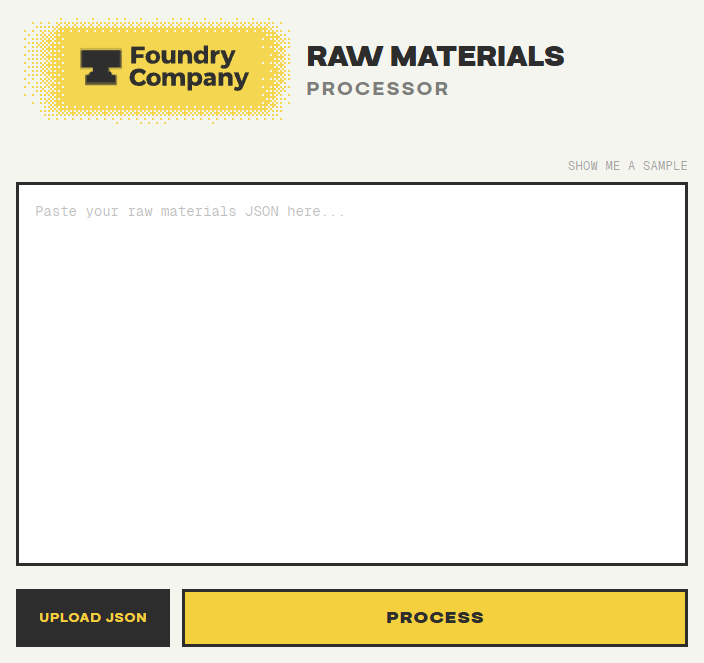 Foundry
Company
RAW MATERIALS
PROCESSOR
SHOW ME A SAMPLE
Paste your raw materials JSON here...
UPLOAD JSON
PROCESS